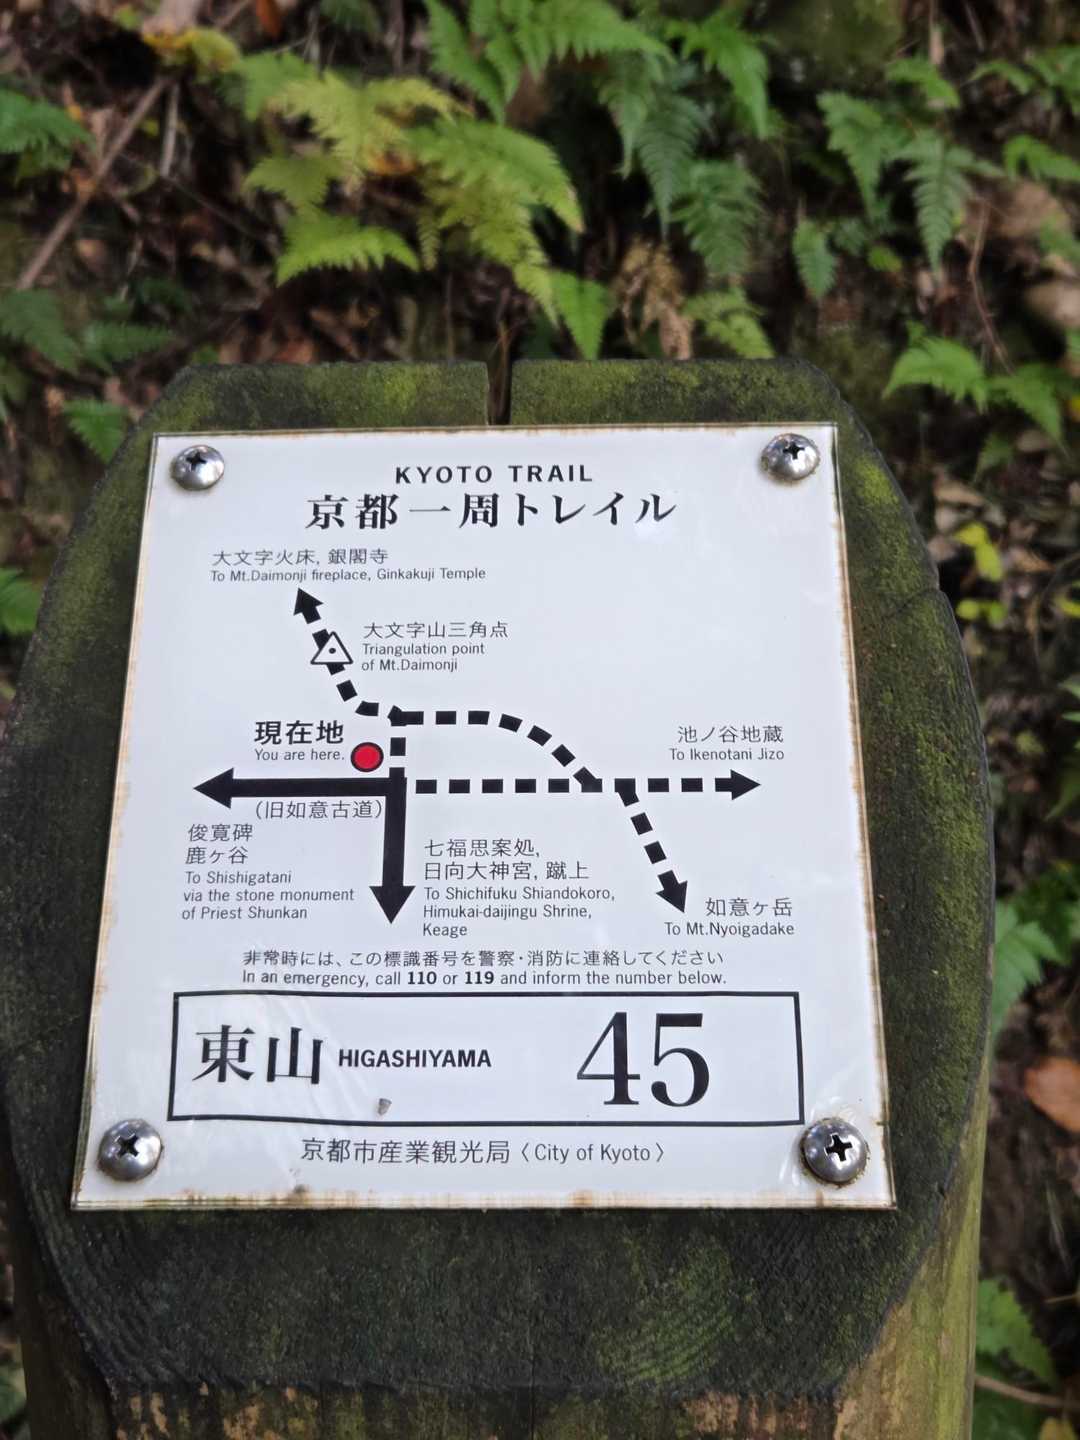 KYOTO TRAIL
京都一周トレイル
大文字火床, 銀閣寺
To Mt.Daimonji fireplace, Ginkakuji Temple
大文字山三角点
Triangulation point
of Mt.Daimonji
現在地
You are here.
池ノ谷地蔵
To Ikenotani Jizo
(旧如意古道)
俊寛碑
鹿ヶ谷
To Shishigatani
via the stone monument
of Priest Shunkan
七福思案処,
日向大神宮, 蹴上
To Shichifuku Shiandokoro,
Himukai-daijingu Shrine,
Keage
如意ヶ岳
To Mt.Nyoigadake
非常時には、この標識番号を警察・消防に連絡してください
In an emergency, call 110 or 119 and inform the number below.
東山 HIGASHIYAMA 45
京都市産業観光局〈City of Kyoto〉